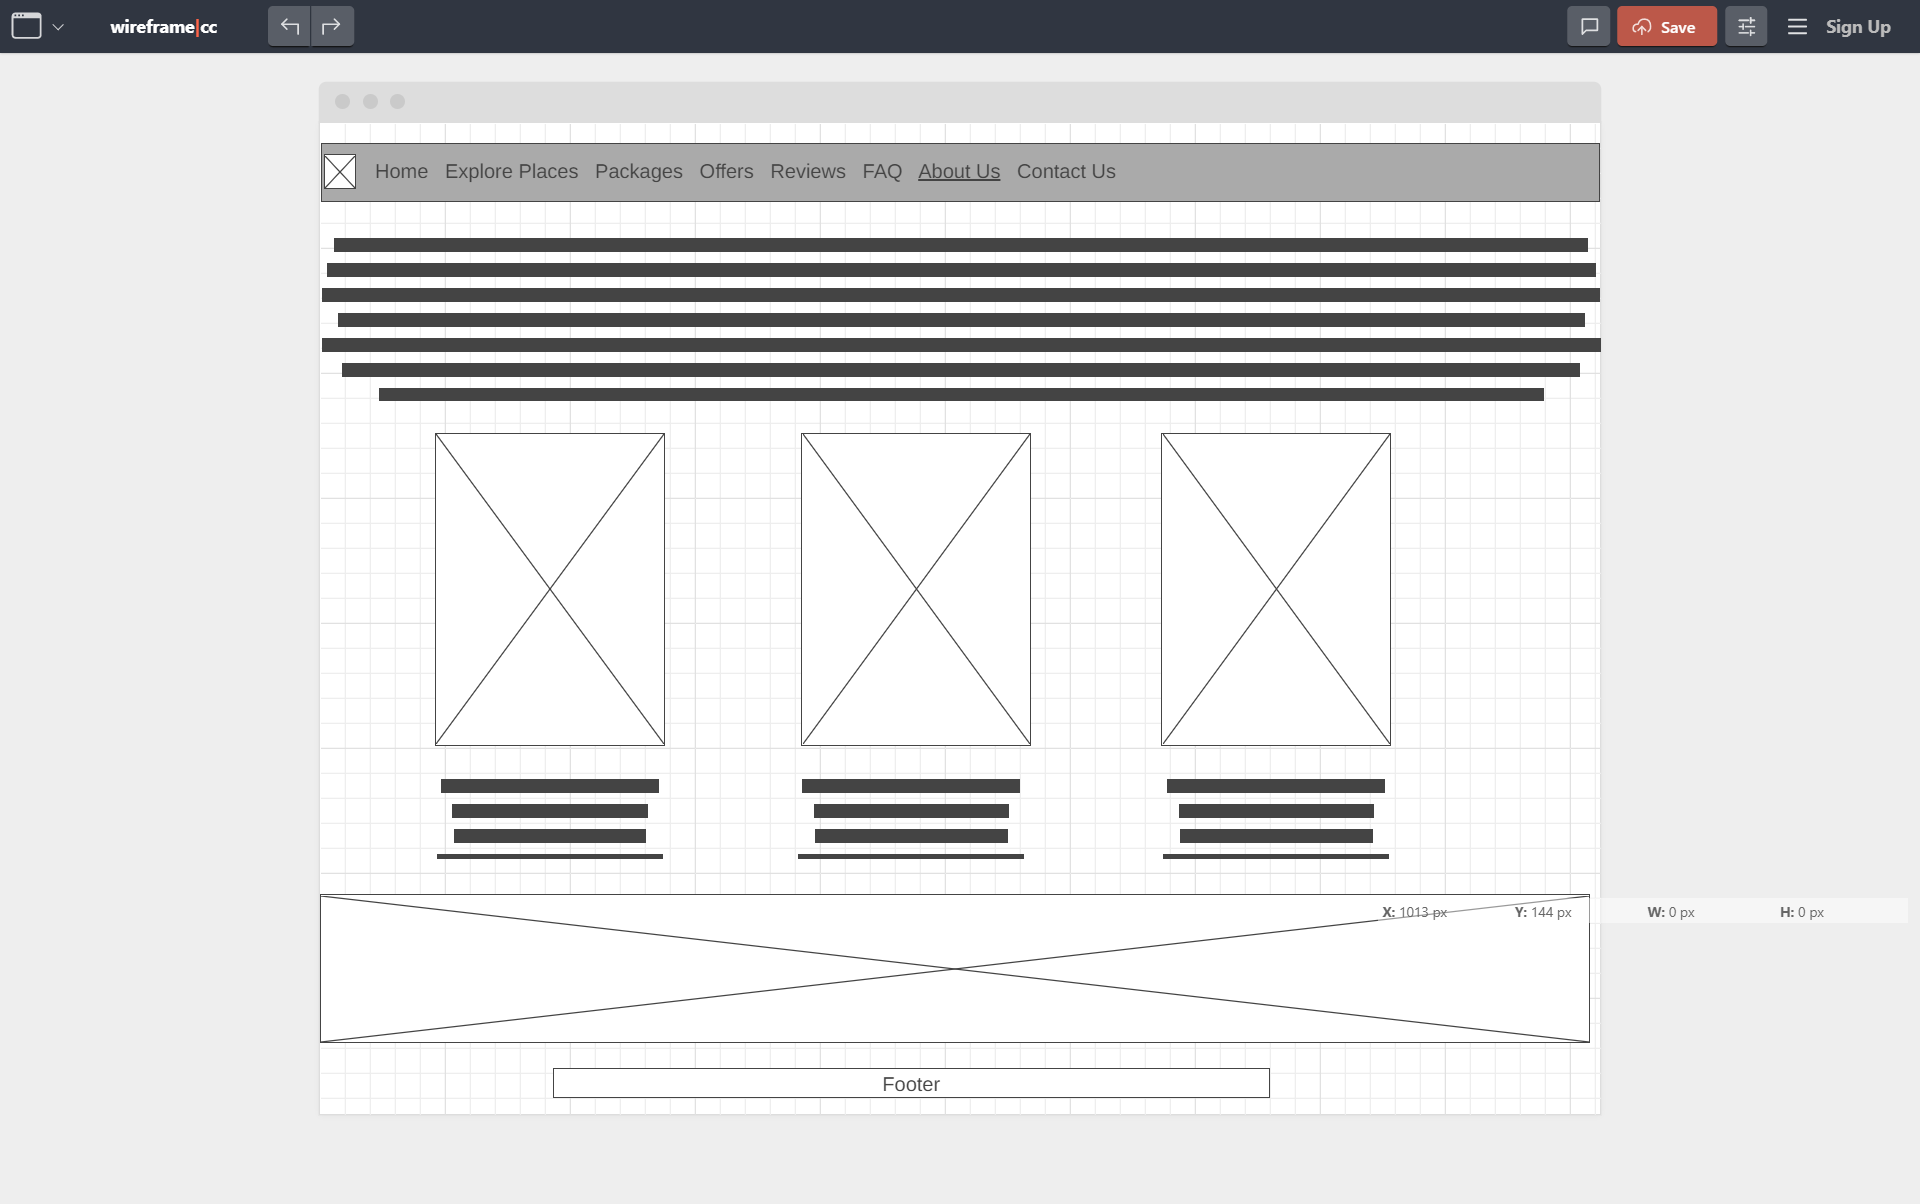 wireframe|cc
Save
Sign Up
Home Explore Places Packages Offers Reviews FAQ About Us Contact Us
X: 1013 px Y: 144 px W: 0 px H: 0 px
Footer